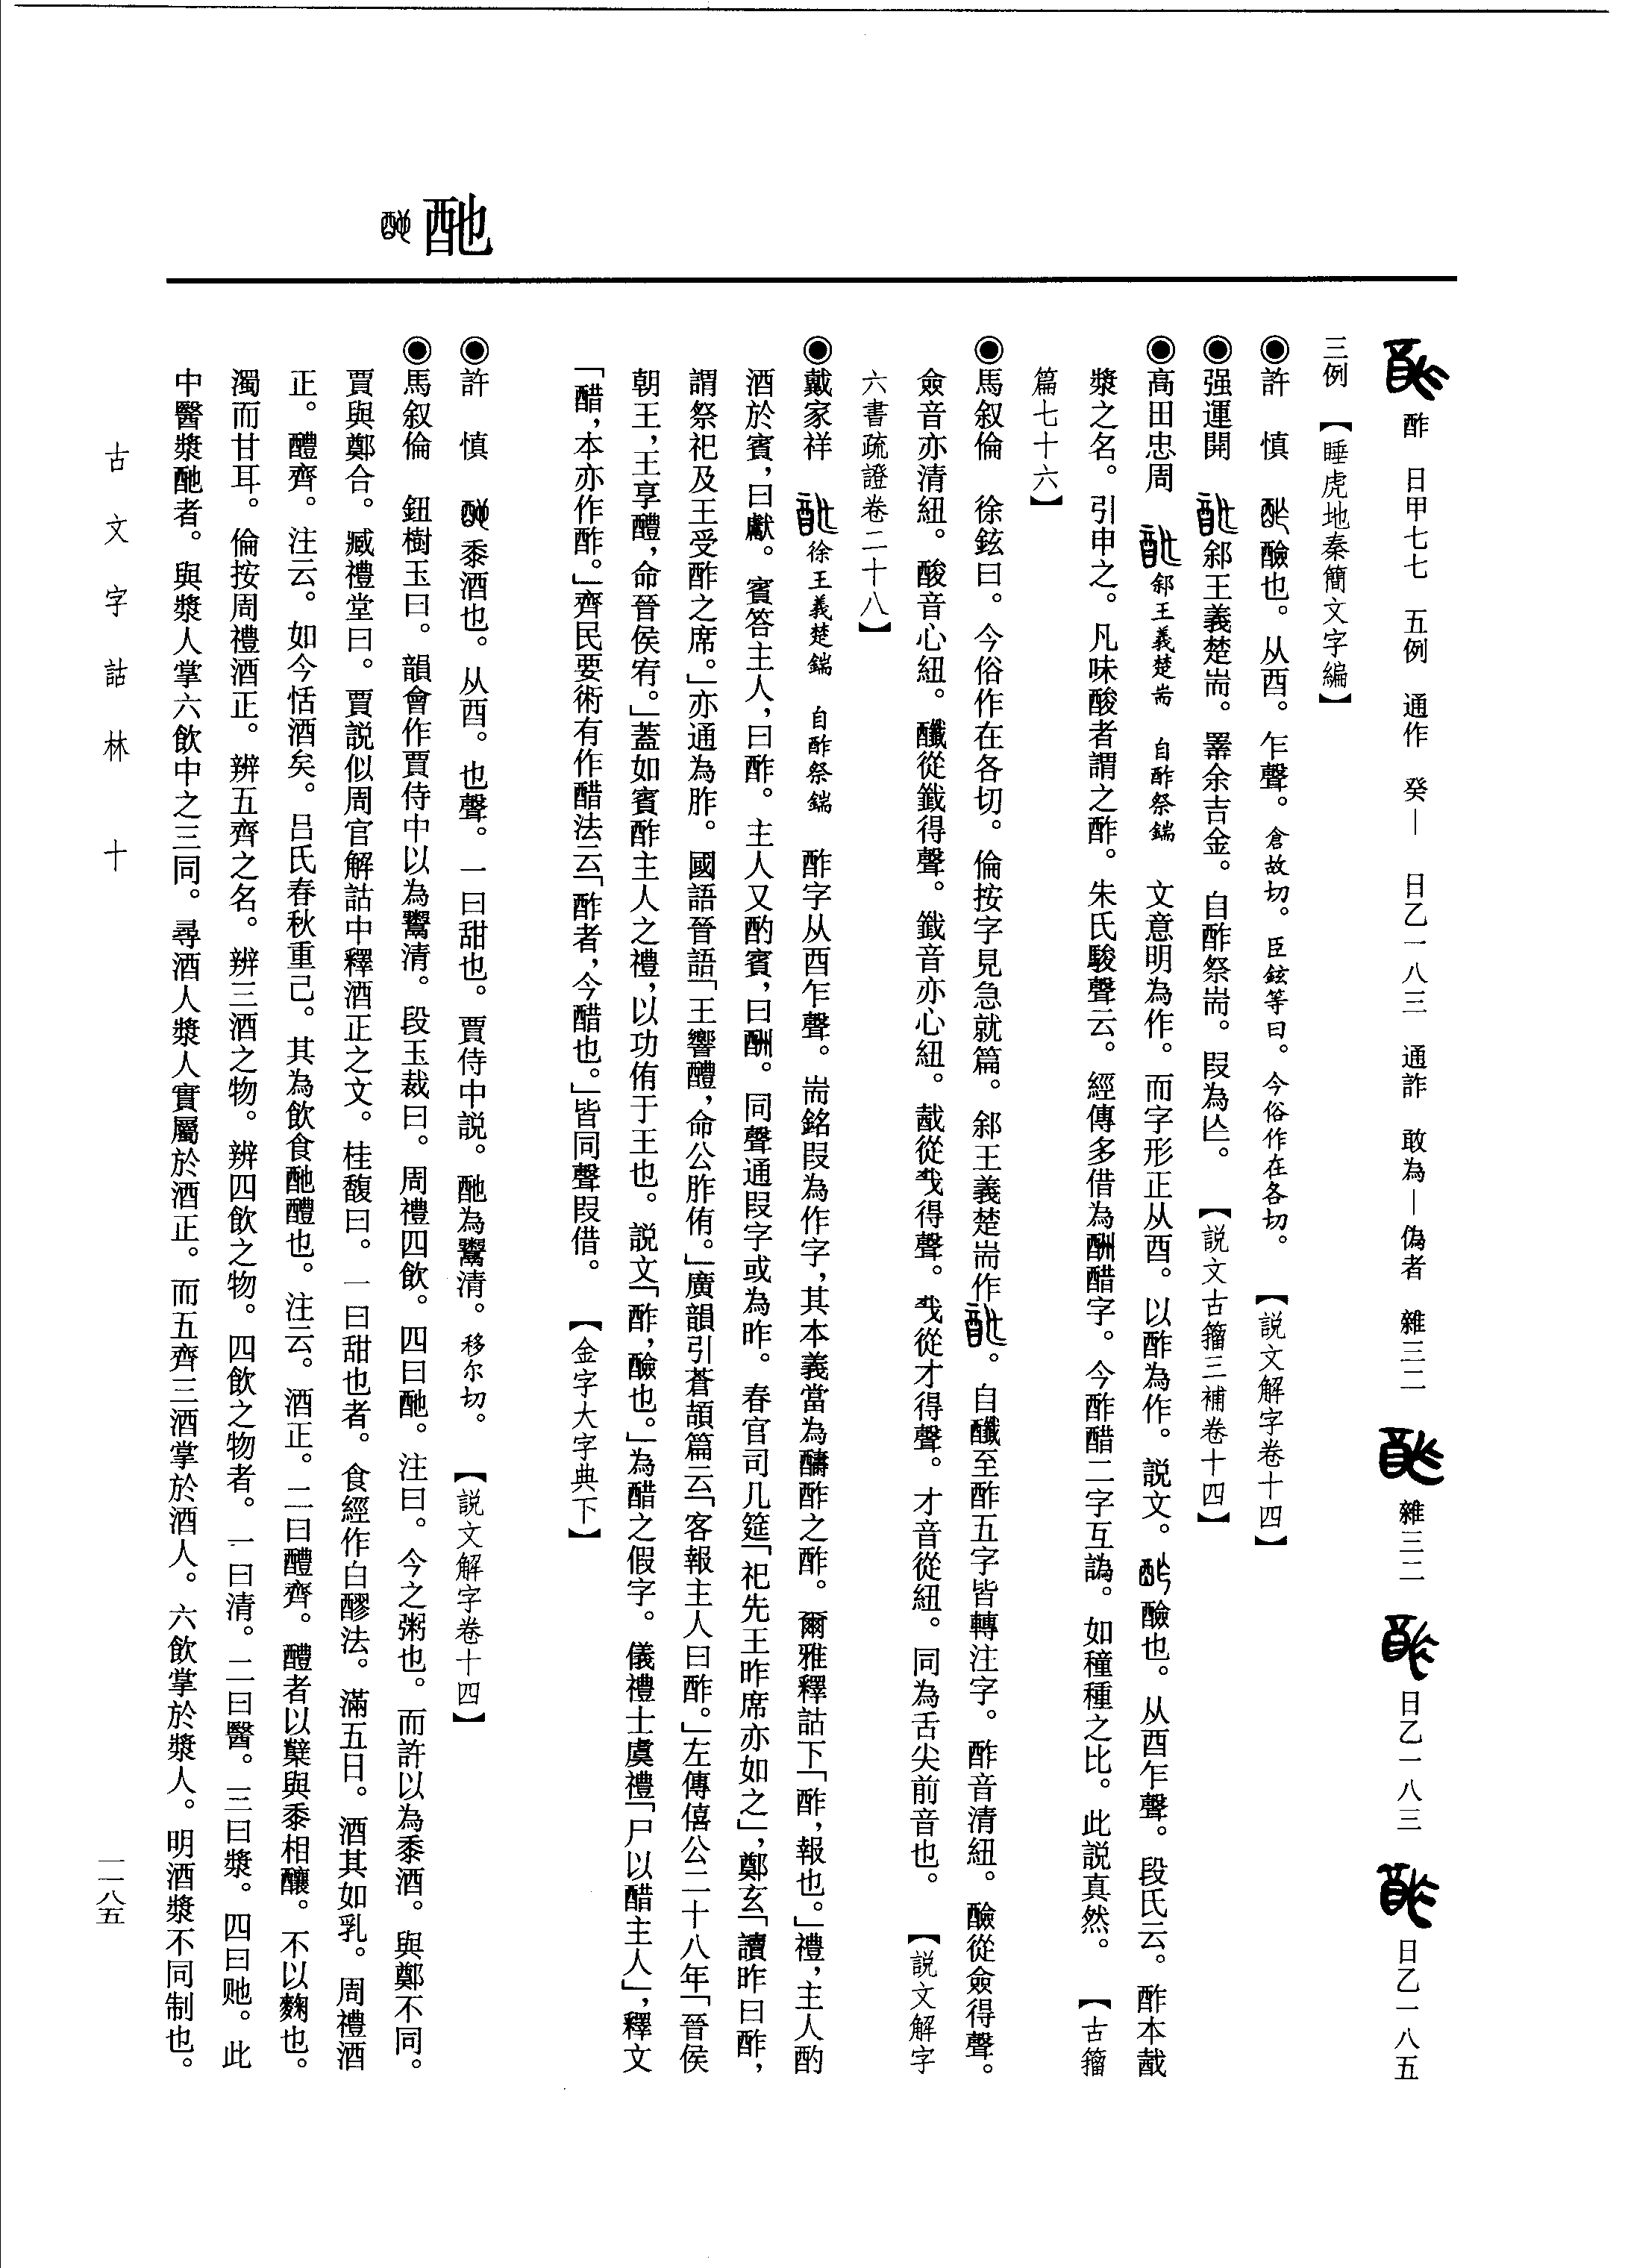 酏
酢 日甲七七 五例 通作 癸— 日乙一八三 通詐 敢為—偽者 雜三二 雜三二 日乙一八三 日乙一八五
三例 【睡虎地秦簡文字編】
◉許 慎 醶也。从酉。乍聲。倉故切。臣鉉等曰。今俗作在各切。 【説文解字卷十四】
◉强運開 䣄王義楚耑。睪余吉金。自酢祭耑。叚為亾。 【説文古籀三補卷十四】
◉高田忠周 䣄王義楚耑 自酢祭鍴 文意明為作。而字形正从酉。以酢為作。説文。醶也。从酉乍聲。段氏云。酢本酨
漿之名。引申之。凡味酸者謂之酢。朱氏駿聲云。經傳多借為酬醋字。今酢醋二字互譌。如穜種之比。此説真然。 【古籀
篇七十六】
◉馬叙倫 徐鉉曰。今俗作在各切。倫按字見急就篇。䣄王義楚耑作。自醶至酢五字皆轉注字。酢音清紐。醶從僉得聲。
僉音亦清紐。酸音心紐。從韱得聲。韱音亦心紐。酨從𢦏得聲。𢦏從才得聲。才音從紐。同為舌尖前音也。 【説文解字
六書疏證卷二十八】
◉戴家祥 徐王義楚鍴 自酢祭鍴 酢字从酉乍聲。耑銘叚為作字，其本義當為醻酢之酢。爾雅釋詁下「酢，報也。」禮，主人酌
酒於賓，曰獻。賓答主人，曰酢。主人又酌賓，曰酬。同聲通叚字或為昨。春官司几筵「祀先王昨席亦如之」，鄭玄「讀昨曰酢，
謂祭祀及王受酢之席。」亦通為胙。國語晉語「王饗醴，命公胙侑。」廣韻引蒼頡篇云「客報主人曰酢。」左傳僖公二十八年「晉侯
朝王，王享醴，命晉侯宥。」蓋如賓酢主人之禮，以功侑于王也。説文「酢，醶也。」為醋之假字。儀禮士虞禮「尸以醋主人」，釋文
「醋，本亦作酢。」齊民要術有作醋法云「酢者，今醋也。」皆同聲叚借。 【金字大字典下】
◉許 慎 黍酒也。从酉。也聲。一曰甜也。賈侍中説。酏為鬻清。移尔切。 【説文解字卷十四】
◉馬叙倫 鈕樹玉曰。韻會作賈侍中以為鬻清。段玉裁曰。周禮四飲。四曰酏。注曰。今之粥也。而許以為黍酒。與鄭不同。
賈與鄭合。臧禮堂曰。賈説似周官解詁中釋酒正之文。桂馥曰。一曰甜也者。食經作白醪法。滿五日。酒其如乳。周禮酒
正。醴齊。注云。如今恬酒矣。吕氏春秋重己。其為飲食酏醴也。注云。酒正。二曰醴齊。醴者以糱與黍相釀。不以麴也。
濁而甘耳。倫按周禮酒正。辨五齊之名。辨三酒之物。辨四飲之物。四飲之物者。一曰清。二曰醫。三曰漿。四曰酏。此
中醫漿酏者。與漿人掌六飲中之三同。尋酒人漿人實屬於酒正。而五齊三酒掌於酒人。六飲掌於漿人。明酒漿不同制也。
古文字詁林 十
一一八五